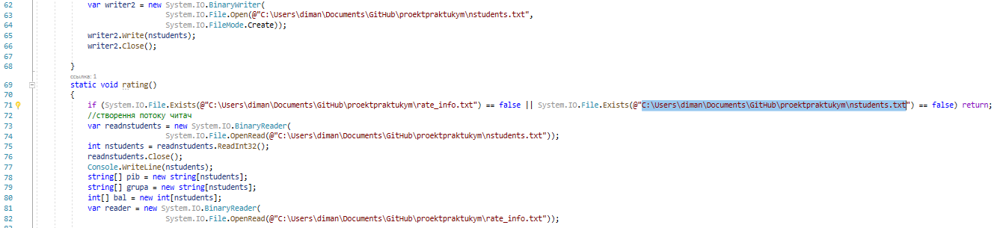 62 var writer2 = new System.IO.BinaryWriter(
63 System.IO.File.Open(@"C:\Users\diman\Documents\GitHub\proektpraktukym\nstudents.txt",
64 System.IO.FileMode.Create));
65 writer2.Write(nstudents);
66 writer2.Close();
67
68 }
ссылка: 1
69 static void rating()
70 {
71 if (System.IO.File.Exists(@"C:\Users\diman\Documents\GitHub\proektpraktukym\rate_info.txt") == false || System.IO.File.Exists(@"C:\Users\diman\Documents\GitHub\proektpraktukym\nstudents.txt") == false) return;
72 //створення потоку читач
73 var readnstudents = new System.IO.BinaryReader(
74 System.IO.File.OpenRead(@"C:\Users\diman\Documents\GitHub\proektpraktukym\nstudents.txt"));
75 int nstudents = readnstudents.ReadInt32();
76 readnstudents.Close();
77 Console.WriteLine(nstudents);
78 string[] pib = new string[nstudents];
79 string[] grupa = new string[nstudents];
80 int[] bal = new int[nstudents];
81 var reader = new System.IO.BinaryReader(
82 System.IO.File.OpenRead(@"C:\Users\diman\Documents\GitHub\proektpraktukym\rate_info.txt"));